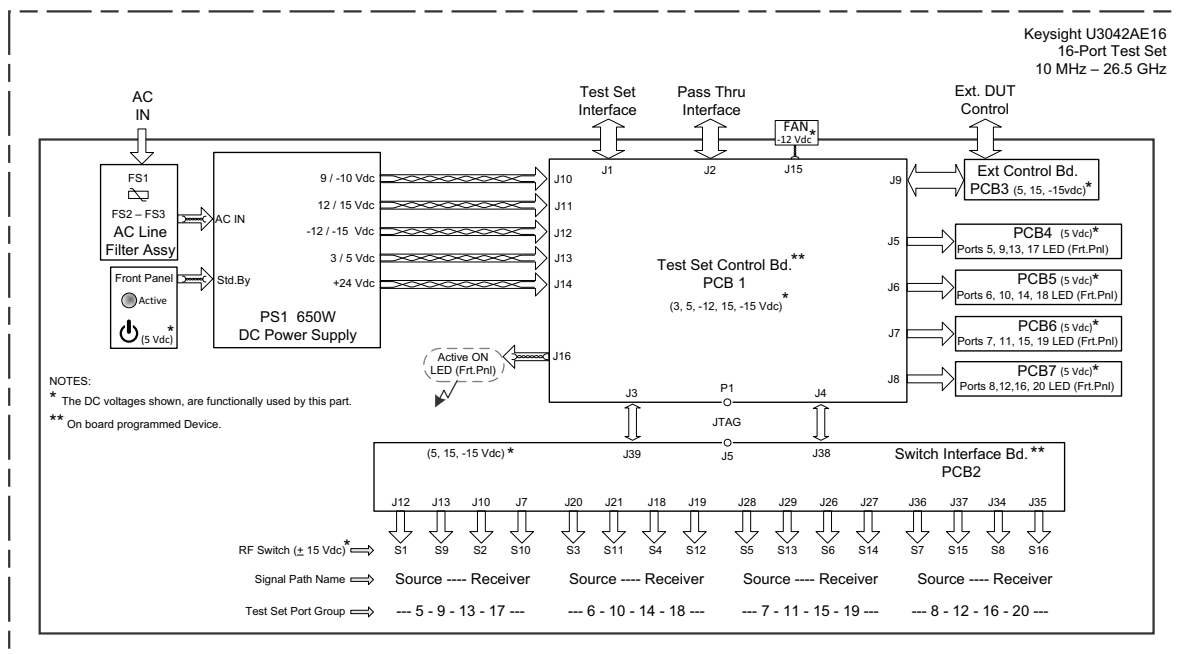 Keysight U3042AE16
16-Port Test Set
10 MHz – 26.5 GHz
AC
IN
Test Set
Interface
Pass Thru
Interface
Ext. DUT
Control
FAN
-12 Vdc*
FS1
FS2 – FS3
AC Line
Filter Assy
Front Panel
Active
(5 Vdc)*
AC IN
Std.By
9 / -10 Vdc
12 / 15 Vdc
-12 / -15 Vdc
3 / 5 Vdc
+24 Vdc
PS1 650W
DC Power Supply
J10
J11
J12
J13
J14
J16
J1
J2
J15
J9
J5
J6
J7
J8
Test Set Control Bd.**
PCB 1
(3, 5, -12, 15, -15 Vdc)*
J3
P1
J4
Ext Control Bd.
PCB3 (5, 15, -15vdc)*
PCB4 (5 Vdc)*
Ports 5, 9,13, 17 LED (Frt.Pnl)
PCB5 (5 Vdc)*
Ports 6, 10, 14, 18 LED (Frt.Pnl)
PCB6 (5 Vdc)*
Ports 7, 11, 15, 19 LED (Frt.Pnl)
PCB7 (5 Vdc)*
Ports 8,12,16, 20 LED (Frt.Pnl)
Active ON
LED (Frt.Pnl)
NOTES:
* The DC voltages shown, are functionally used by this part.
** On board programmed Device.
JTAG
(5, 15, -15 Vdc)*
J39
J5
J38
Switch Interface Bd. **
PCB2
J12 J13 J10 J7 J20 J21 J18 J19 J28 J29 J26 J27 J36 J37 J34 J35
RF Switch (± 15 Vdc)* S1 S9 S2 S10 S3 S11 S4 S12 S5 S13 S6 S14 S7 S15 S8 S16
Signal Path Name Source ---- Receiver Source ---- Receiver Source ---- Receiver Source ---- Receiver
Test Set Port Group --- 5 - 9 - 13 - 17 --- --- 6 - 10 - 14 - 18 --- --- 7 - 11 - 15 - 19 --- --- 8 - 12 - 16 - 20 ---